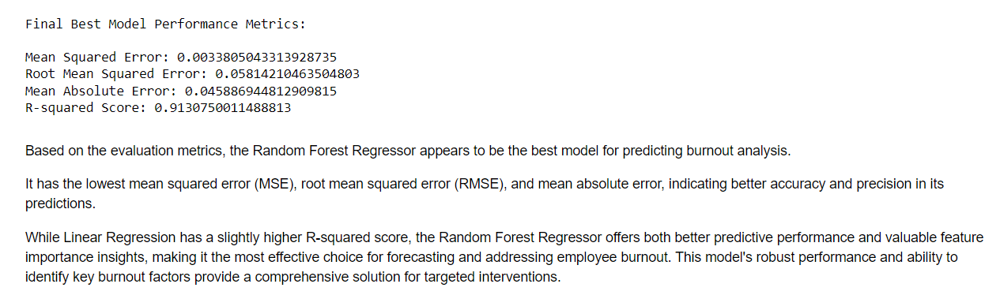 Final Best Model Performance Metrics:
Mean Squared Error: 0.0033805043313928735
Root Mean Squared Error: 0.05814210463504803
Mean Absolute Error: 0.045886944812909815
R-squared Score: 0.9130750011488813
Based on the evaluation metrics, the Random Forest Regressor appears to be the best model for predicting burnout analysis.
It has the lowest mean squared error (MSE), root mean squared error (RMSE), and mean absolute error, indicating better accuracy and precision in its
predictions.
While Linear Regression has a slightly higher R-squared score, the Random Forest Regressor offers both better predictive performance and valuable feature
importance insights, making it the most effective choice for forecasting and addressing employee burnout. This model's robust performance and ability to
identify key burnout factors provide a comprehensive solution for targeted interventions.